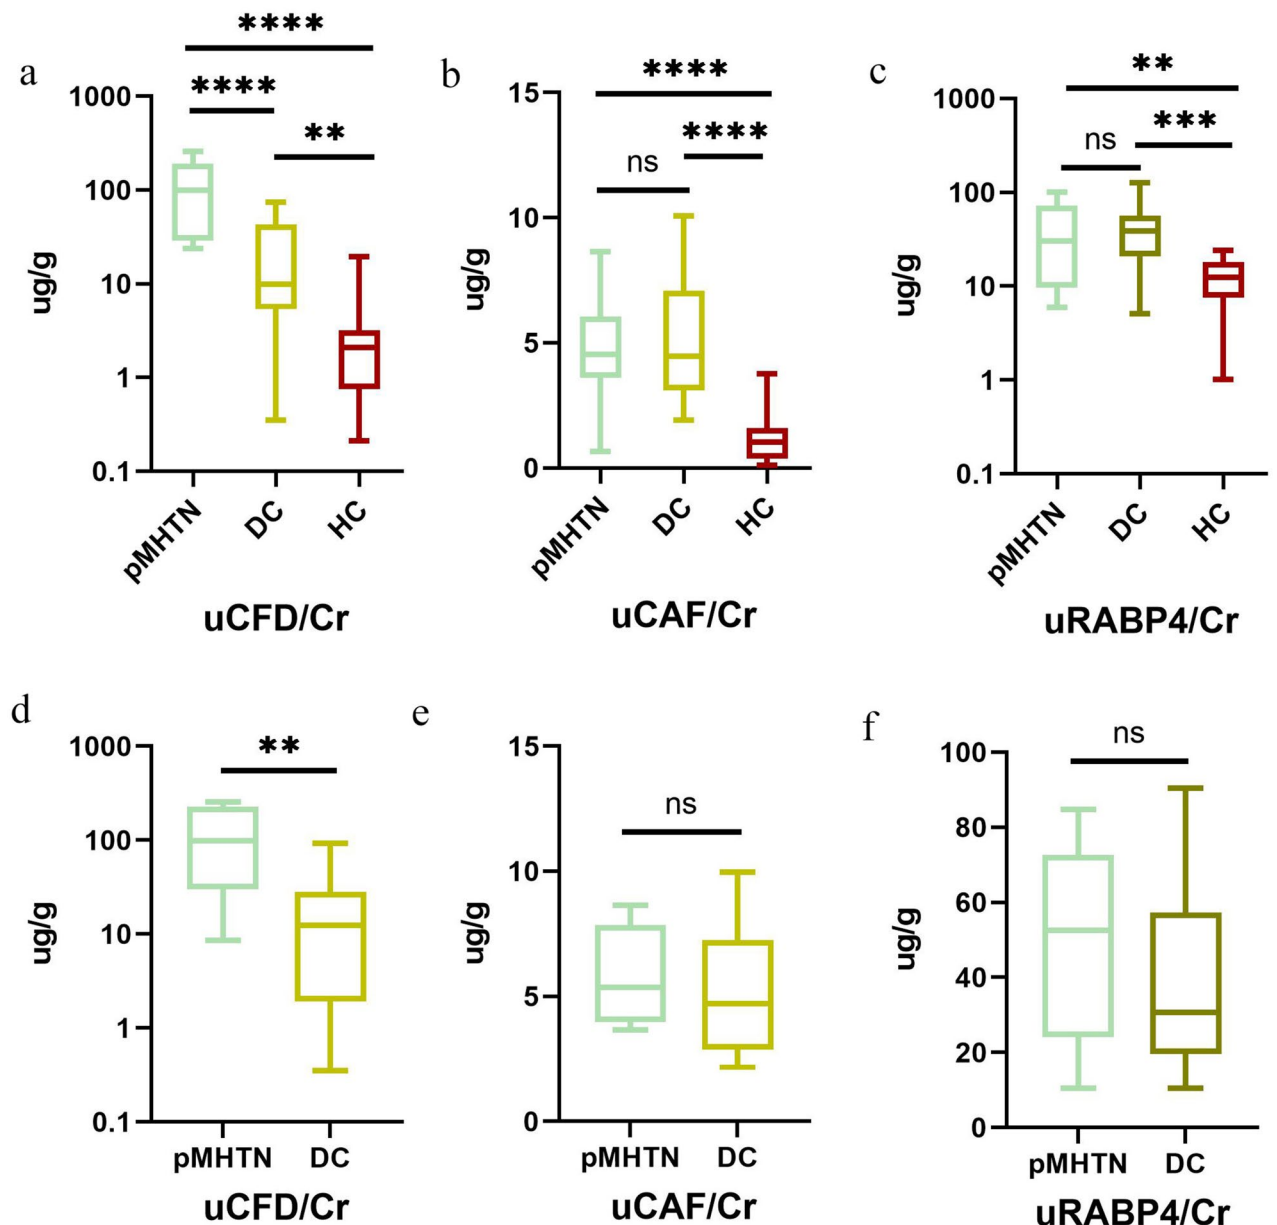 a
****
****
**
1000
100
10
1
0.1
ug/g
pMHTN
DC
HC
uCFD/Cr
b
****
****
ns
15
10
5
0
ug/g
pMHTN
DC
HC
uCAF/Cr
c
**
***
ns
1000
100
10
1
0.1
ug/g
pMHTN
DC
HC
uRABP4/Cr
d
**
1000
100
10
1
0.1
ug/g
pMHTN DC
uCFD/Cr
e
ns
15
10
5
0
ug/g
pMHTN DC
uCAF/Cr
f
ns
100
80
60
40
20
0
ug/g
pMHTN DC
uRABP4/Cr